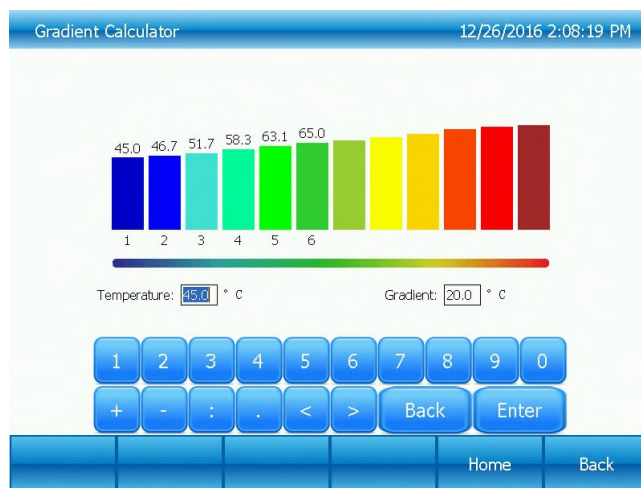 Gradient Calculator 12/26/2016 2:08:19 PM
45.0 46.7 51.7 58.3 63.1 65.0
1 2 3 4 5 6
Temperature: 45.0 ° C Gradient: 20.0 ° C
1 2 3 4 5 6 7 8 9 0
+ - : . < > Back Enter
Home Back